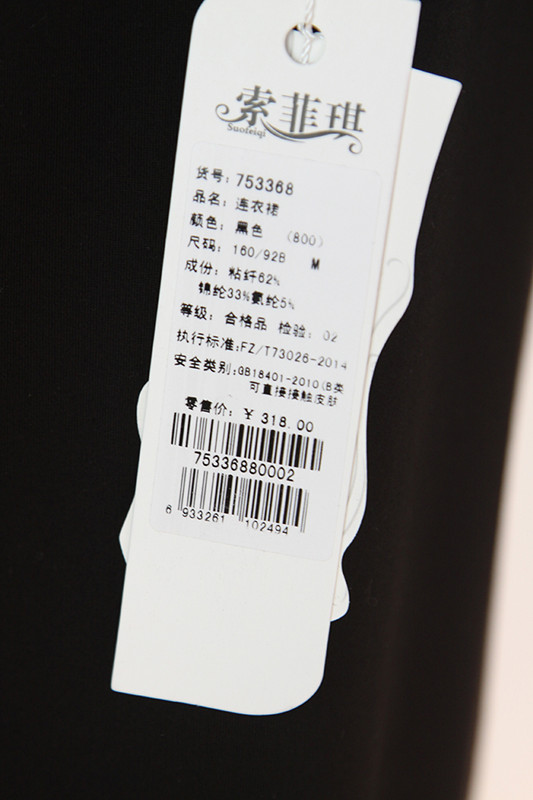 索菲琪
Suofeiqi
货号: 753368
品名: 连衣裙
颜色: 黑色 (800)
尺码: 160/92B M
成份: 粘纤62%
锦纶33%氨纶5%
等级: 合格品 检验: 02
执行标准:FZ/T73026-2014
安全类别:GB18401-2010(B类
可直接接触皮肤
零售价: ¥ 318.00
75336880002
6 933261 102494